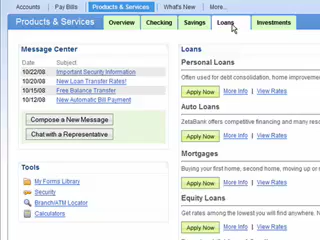 Accounts Pay Bills Products & Services What's New More...
Products & Services Overview Checking Savings Loans Investments
Message Center
Date Subject
10/22/08 Important Security Information
10/20/08 New Loan Transfer Rates!
10/15/08 Free Balance Transfer
10/12/08 New Automatic Bill Payment
Compose a New Message
Chat with a Representative
Tools
My Forms Library
Security
Branch/ATM Locator
Calculators
Loans
Personal Loans
Often used for debt consolidation, home improvement
Apply Now More Info | View Rates
Auto Loans
ZetaBank offers competitive financing and many resour
Apply Now More Info | View Rates
Mortgages
Buying your first home, second home, moving up or r
Apply Now More Info | View Rates
Equity Loans
Get rates among the lowest you will find anywhere. N
Apply Now More Info | View Rates